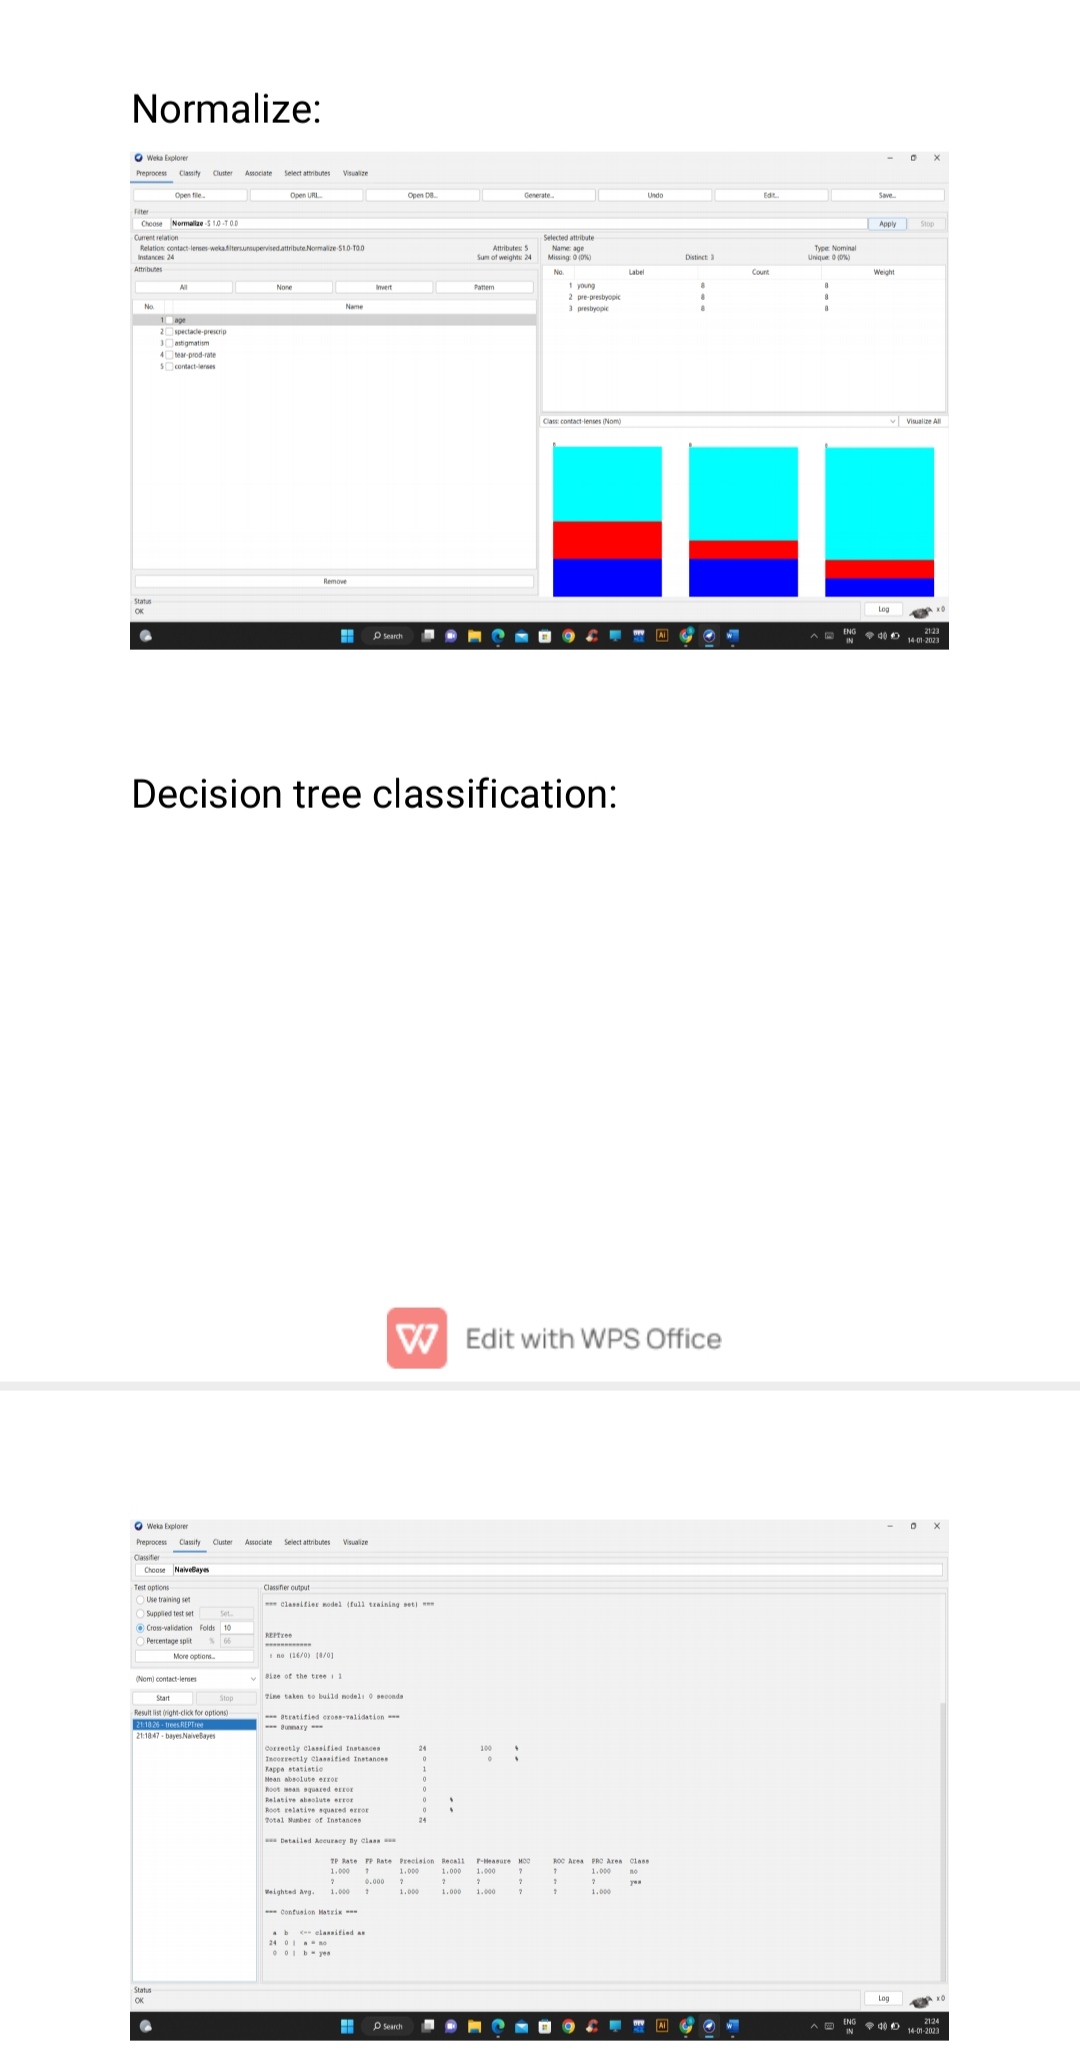 Normalize:
Weka Explorer
Preprocess Classify Cluster Associate Select attributes Visualize
Open file... Open URL... Open DB... Generate... Undo Edit... Save...
Filter
Choose Normalize -S 1.0 -T 0.0 Apply Stop
Current relation
Relation: contact-lenses-weka.filters.unsupervised.attribute.Normalize-S1.0-T0.0 Attributes: 5
Instances: 24 Sum of weights: 24
Selected attribute
Name: age Type: Nominal
Missing: 0 (0%) Distinct: 3 Unique: 0 (0%)
Attributes
All None Invert Pattern
No. Name
1 age
2 spectacle-prescrip
3 astigmatism
4 tear-prod-rate
5 contact-lenses
Remove
No. Label Count Weight
1 young 8 8
2 pre-presbyopic 8 8
3 presbyopic 8 8
Class: contact-lenses (Nom) Visualize All
8 8 8
Status
OK
Log x 0
Search
ENG
IN
21:23
14-01-2023
Decision tree classification:
Edit with WPS Office
Weka Explorer
Preprocess Classify Cluster Associate Select attributes Visualize
Classifier
Choose NaiveBayes
Test options
Use training set
Supplied test set Set...
Cross-validation Folds 10
Percentage split % 66
More options...
(Nom) contact-lenses
Start Stop
Result list (right-click for options)
21:18:26 - trees.REPTree
21:18:47 - bayes.NaiveBayes
Classifier output
=== Classifier model (full training set) ===
REPTree
============
: no (16/0) [8/0]
Size of the tree : 1
Time taken to build model: 0 seconds
=== Stratified cross-validation ===
=== Summary ===
Correctly Classified Instances 24 100 %
Incorrectly Classified Instances 0 0 %
Kappa statistic 1
Mean absolute error 0
Root mean squared error 0
Relative absolute error 0 %
Root relative squared error 0 %
Total Number of Instances 24
=== Detailed Accuracy By Class ===
TP Rate FP Rate Precision Recall F-Measure MCC ROC Area PRC Area Class
1.000 ? 1.000 1.000 1.000 ? ? 1.000 no
? 0.000 ? ? ? ? ? ? yes
Weighted Avg. 1.000 ? 1.000 1.000 1.000 ? ? 1.000
=== Confusion Matrix ===
a b <-- classified as
24 0 | a = no
0 0 | b = yes
Status
OK
Log x 0
Search
ENG
IN
21:24
14-01-2023